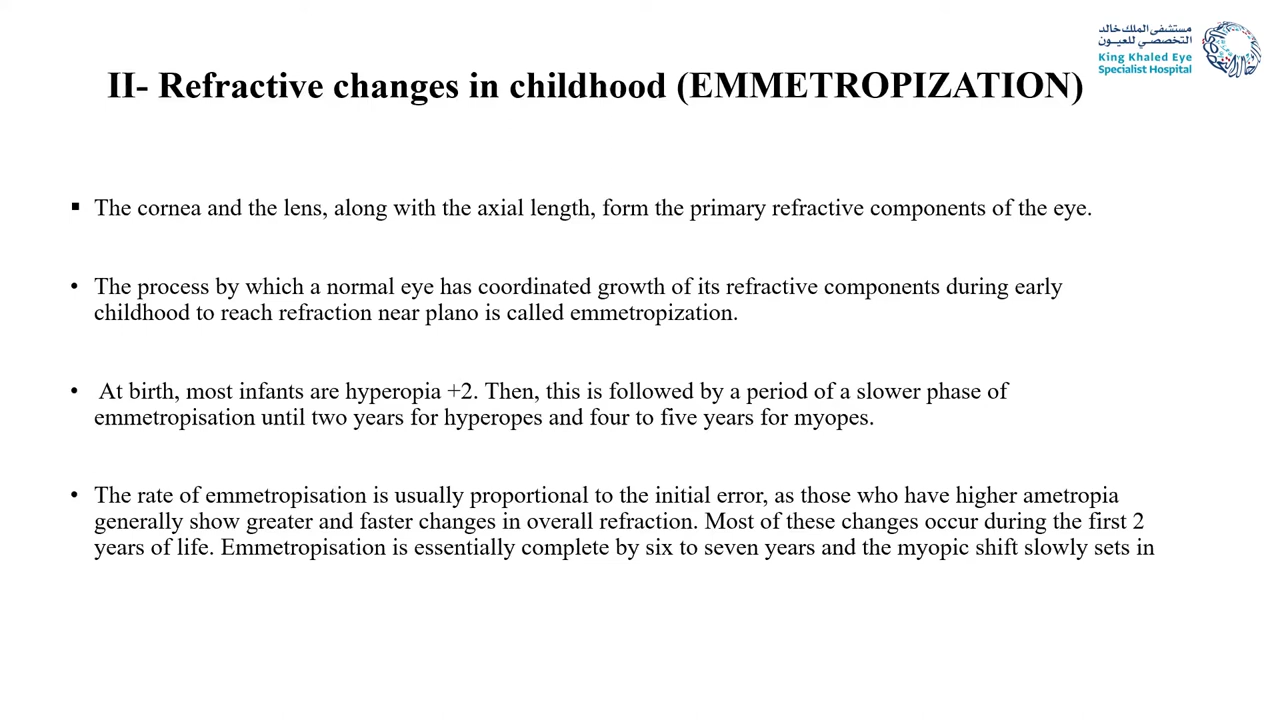 مستشفى الملك خالد
التخصصي للعيـون
King Khaled Eye
Specialist Hospital
II- Refractive changes in childhood (EMMETROPIZATION)
▪ The cornea and the lens, along with the axial length, form the primary refractive components of the eye.
• The process by which a normal eye has coordinated growth of its refractive components during early
childhood to reach refraction near plano is called emmetropization.
• At birth, most infants are hyperopia +2. Then, this is followed by a period of a slower phase of
emmetropisation until two years for hyperopes and four to five years for myopes.
• The rate of emmetropisation is usually proportional to the initial error, as those who have higher ametropia
generally show greater and faster changes in overall refraction. Most of these changes occur during the first 2
years of life. Emmetropisation is essentially complete by six to seven years and the myopic shift slowly sets in